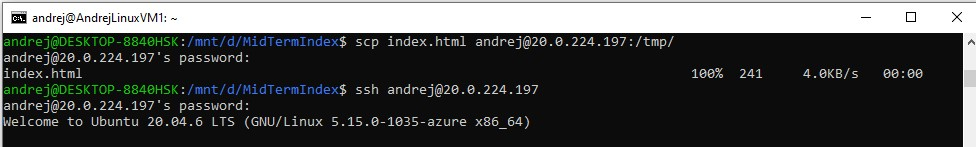 andrej@AndrejLinuxVM1: ~
andrej@DESKTOP-8840HSK:/mnt/d/MidTermIndex$ scp index.html andrej@20.0.224.197:/tmp/
andrej@20.0.224.197's password:
index.html 100% 241 4.0KB/s 00:00
andrej@DESKTOP-8840HSK:/mnt/d/MidTermIndex$ ssh andrej@20.0.224.197
andrej@20.0.224.197's password:
Welcome to Ubuntu 20.04.6 LTS (GNU/Linux 5.15.0-1035-azure x86_64)